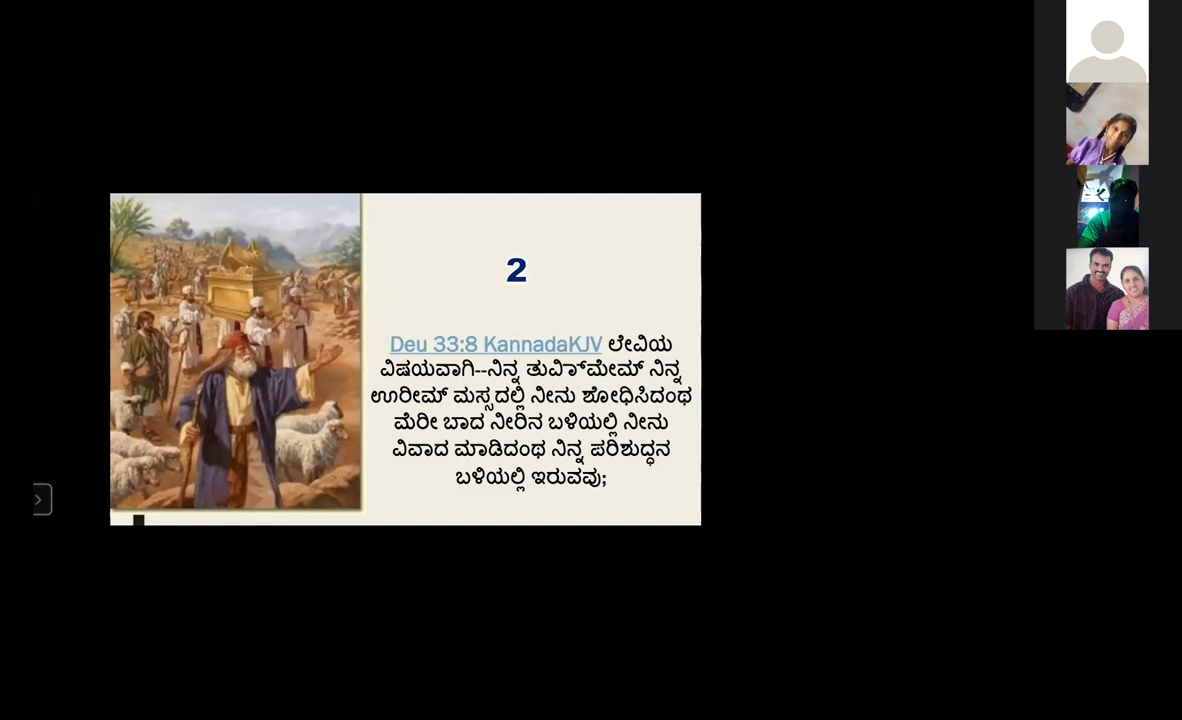 2
Deu 33:8 KannadaKJV ಲೇವಿಯ
ವಿಷಯವಾಗಿ--ನಿನ್ನ ತುವ್ಮಿಾಮೇಮ್ ನಿನ್ನ
ಊರೀಮ್ ಮಸ್ಸದಲ್ಲಿ ನೀನು ಶೋಧಿಸಿದಂಥ
ಮೆರೀ ಬಾದ ನೀರಿನ ಬಳಿಯಲ್ಲಿ ನೀನು
ವಿವಾದ ಮಾಡಿದಂಥ ನಿನ್ನ ಪರಿಶುದ್ಧನ
ಬಳಿಯಲ್ಲಿ ಇರುವವು;